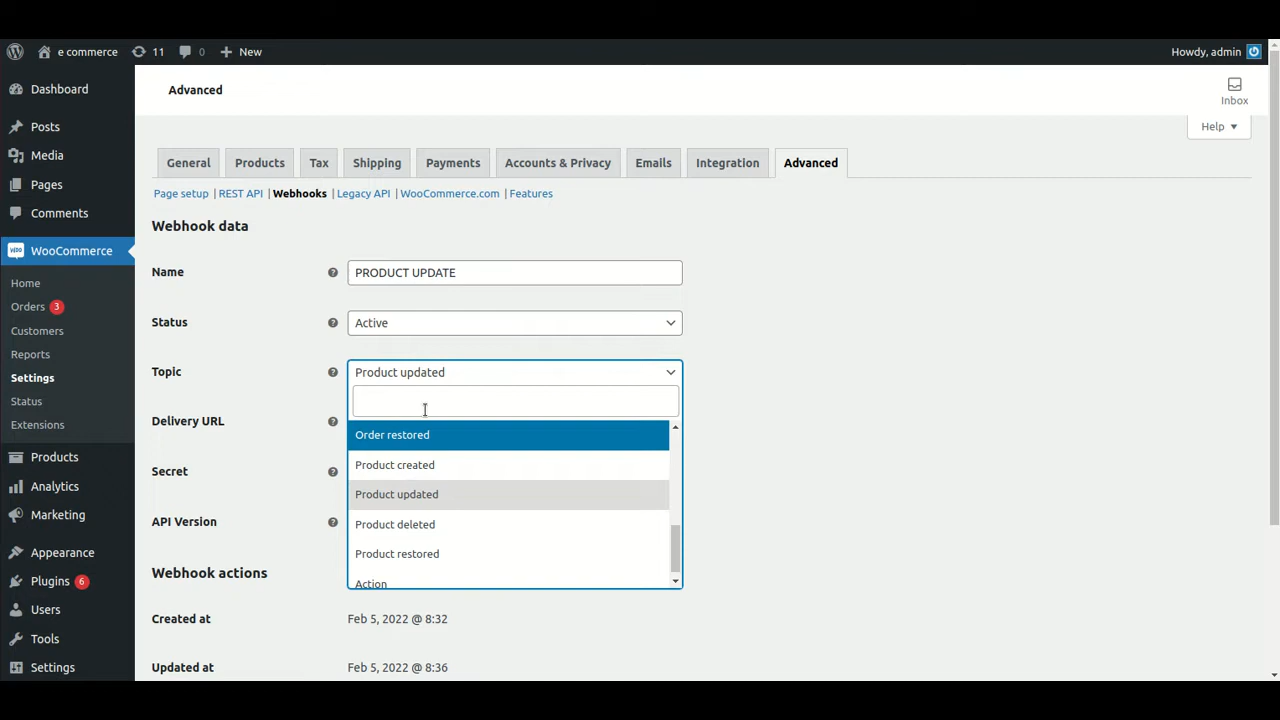 e commerce 11 0 New Howdy, admin
Dashboard
Posts
Media
Pages
Comments
WooCommerce
Home
Orders 3
Customers
Reports
Settings
Status
Extensions
Products
Analytics
Marketing
Appearance
Plugins 6
Users
Tools
Settings
Advanced
Inbox
Help
General Products Tax Shipping Payments Accounts & Privacy Emails Integration Advanced
Page setup | REST API | Webhooks | Legacy API | WooCommerce.com | Features
Webhook data
Name PRODUCT UPDATE
Status Active
Topic Product updated
Order restored
Product created
Product updated
Product deleted
Product restored
Action
Delivery URL
Secret
API Version
Webhook actions
Created at Feb 5, 2022 @ 8:32
Updated at Feb 5, 2022 @ 8:36